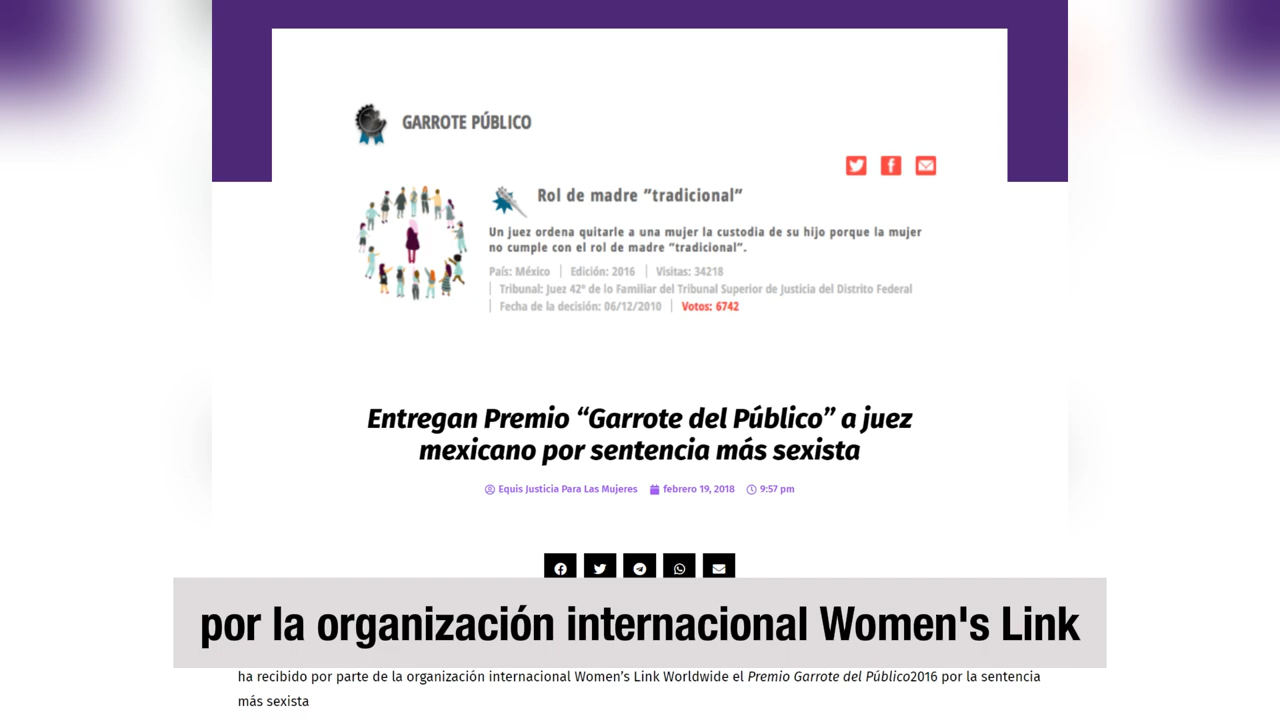 GARROTE PÚBLICO
Rol de madre "tradicional"
Un juez ordena quitarle a una mujer la custodia de su hijo porque la mujer
no cumple con el rol de madre "tradicional".
País: México | Edición: 2016 | Visitas: 34218
| Tribunal: Juez 42º de lo Familiar del Tribunal Superior de Justicia del Distrito Federal
| Fecha de la decisión: 06/12/2010 | Votos: 6742
Entregan Premio “Garrote del Público” a juez
mexicano por sentencia más sexista
Equis Justicia Para Las Mujeres febrero 19, 2018 9:57 pm
por la organización internacional Women's Link
ha recibido por parte de la organización internacional Women’s Link Worldwide el Premio Garrote del Público2016 por la sentencia
más sexista